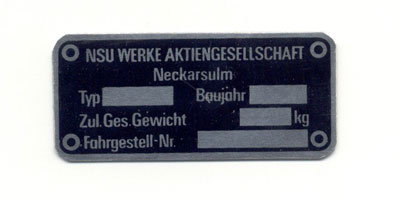 NSU WERKE AKTIENGESELLSCHAFT
Neckarsulm
Typ Baujahr
Zul. Ges. Gewicht kg
Fahrgestell-Nr.